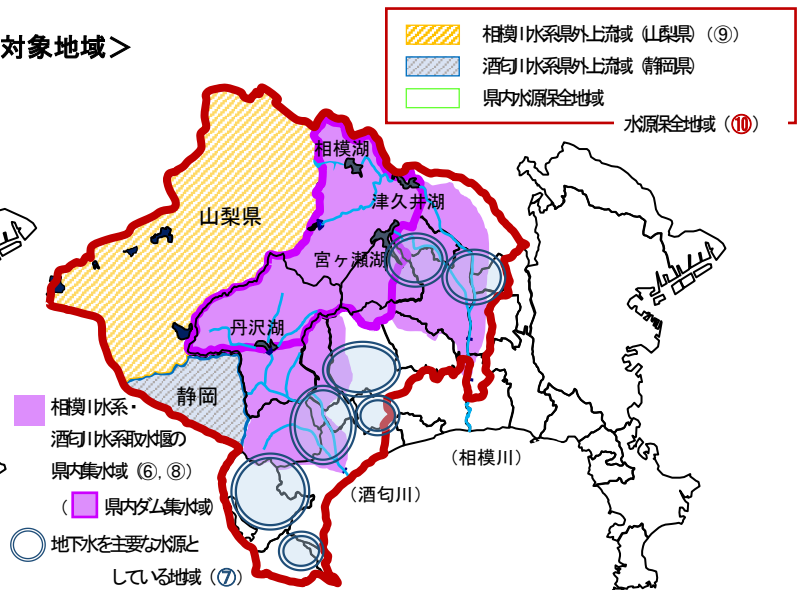 対象地域＞
相模川水系県外上流域（山梨県）（⑨）
酒匂川水系県外上流域（静岡県）
県内水源保全地域
水源保全地域（⑩）
相模湖
津久井湖
山梨県
宮ヶ瀬湖
丹沢湖
静岡
相模川水系・
酒匂川水系取水堰の
県内集水域（⑥，⑧）
（ 県内ダム集水域）
地下水を主要な水源と
している地域（⑦）
（相模川）
（酒匂川）